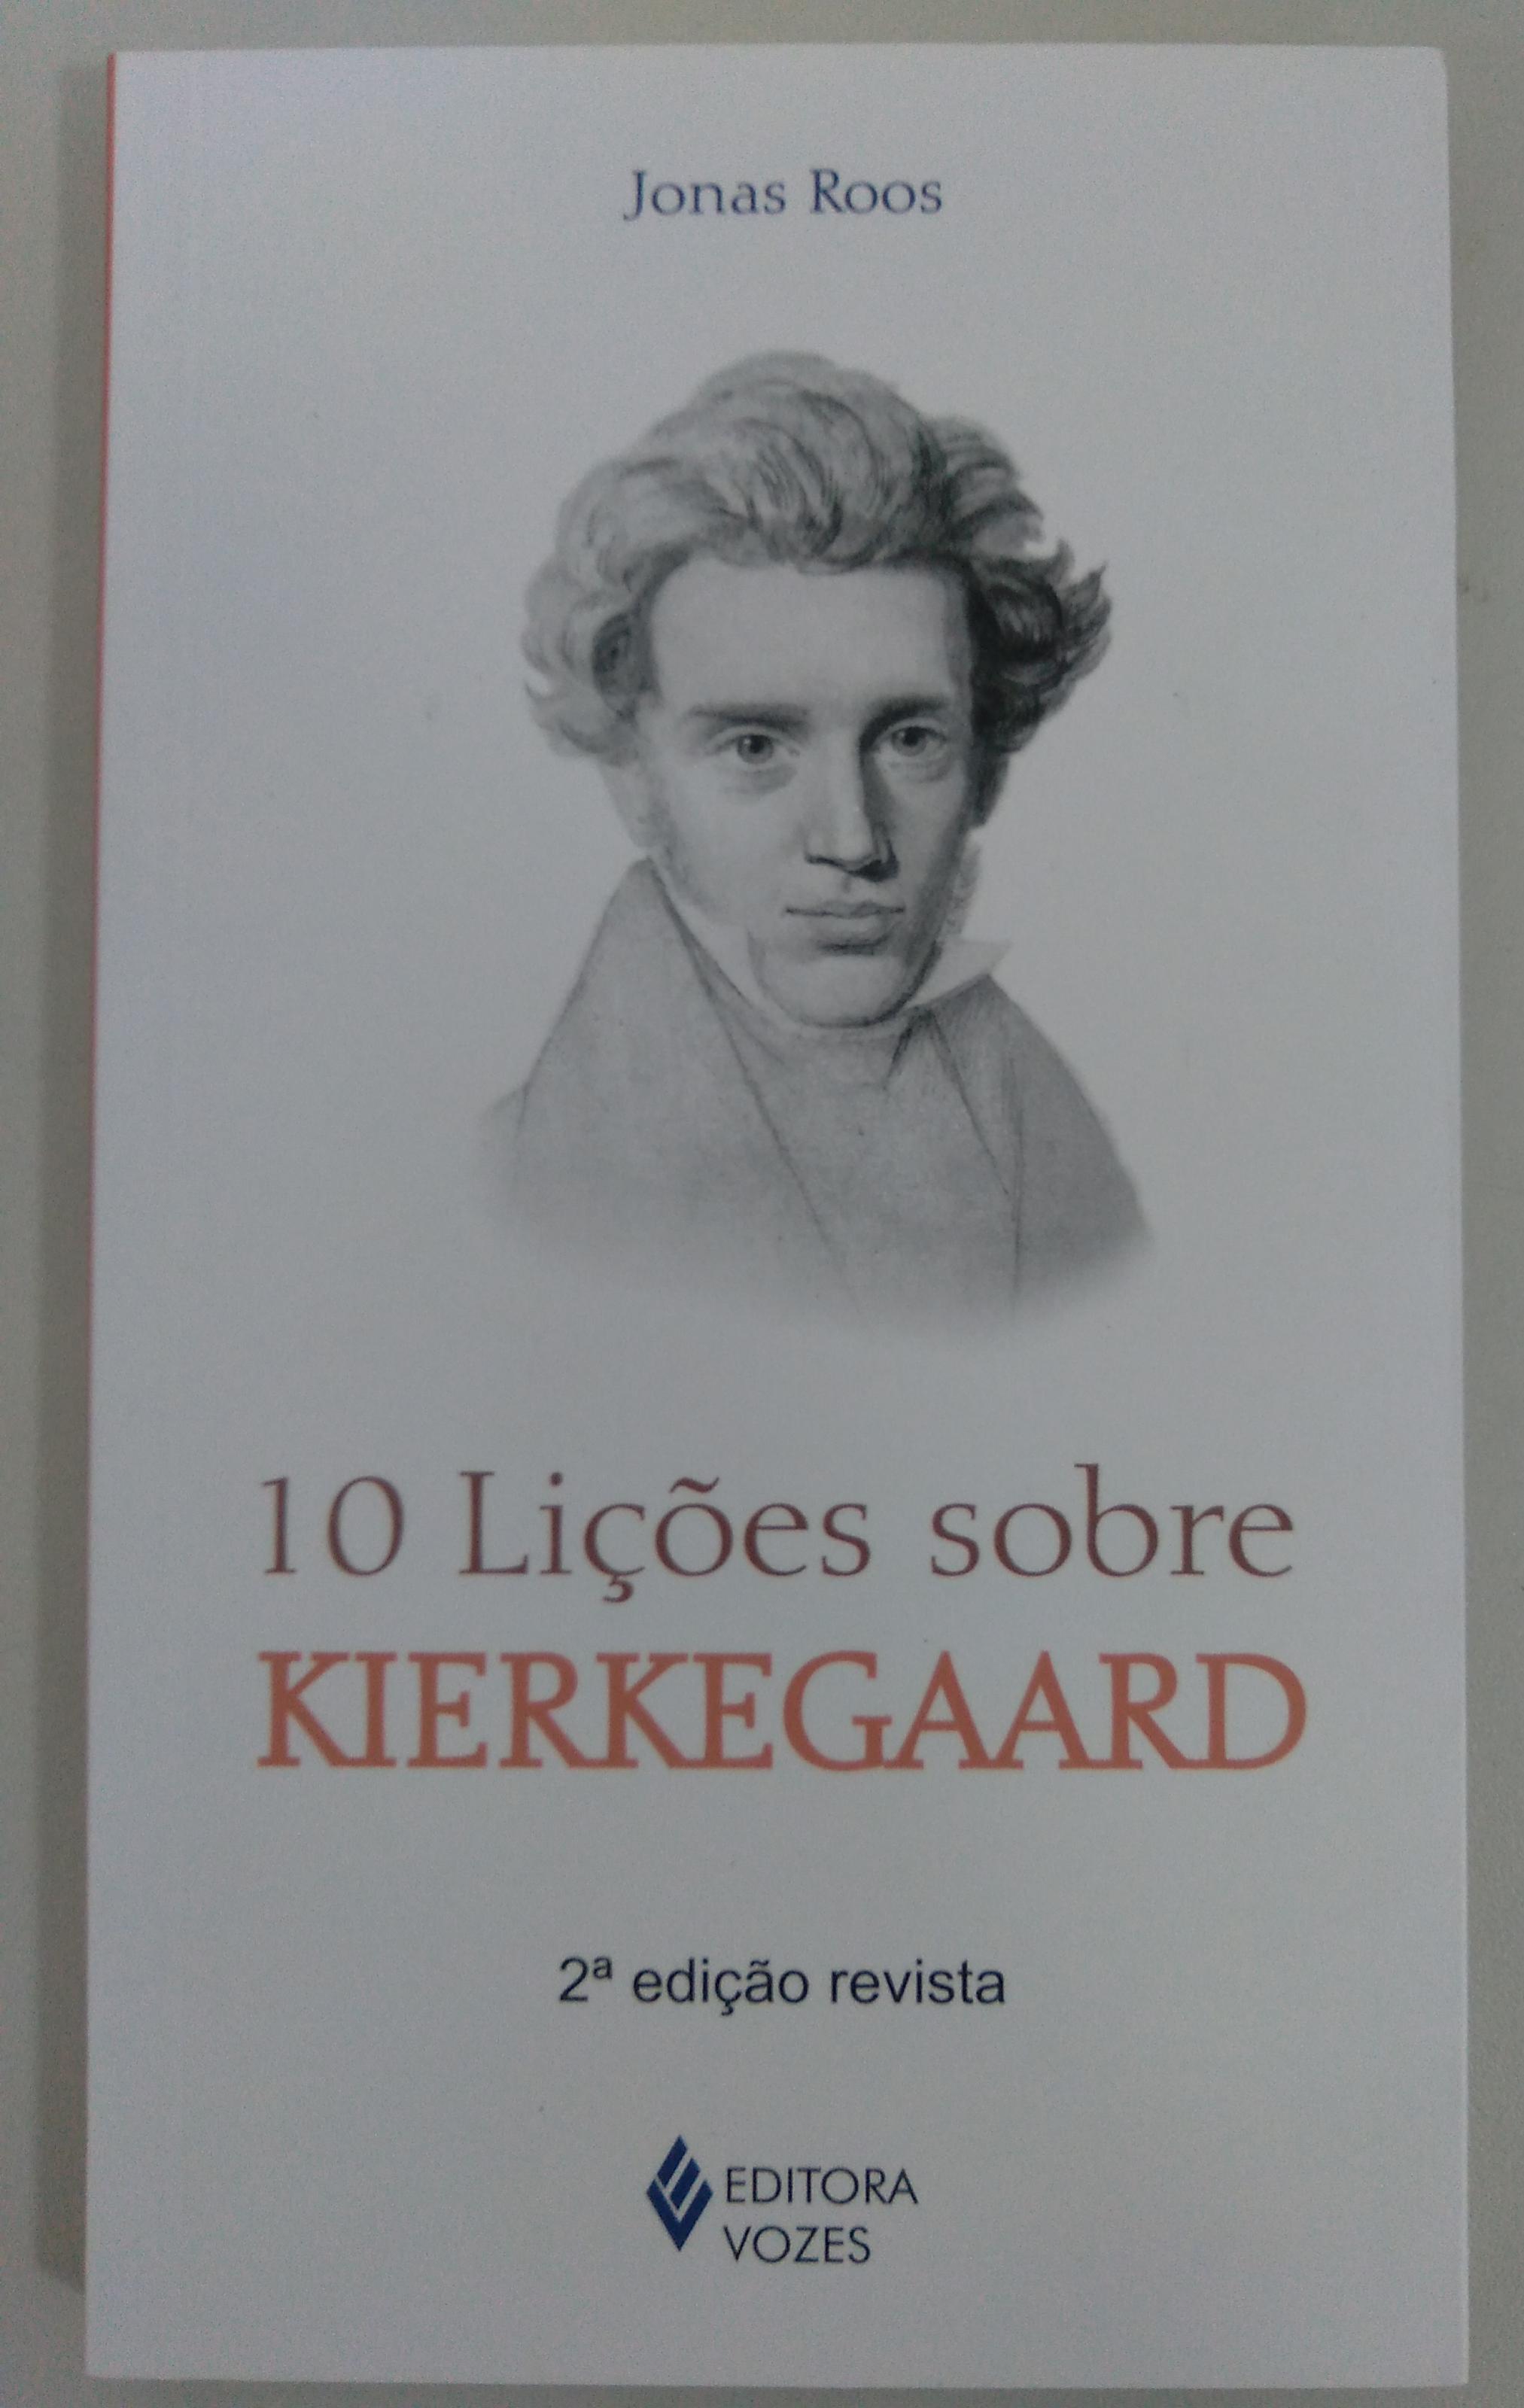 Jonas Roos
10 Lições sobre
KIERKEGAARD
2ª edição revista
EDITORA
VOZES